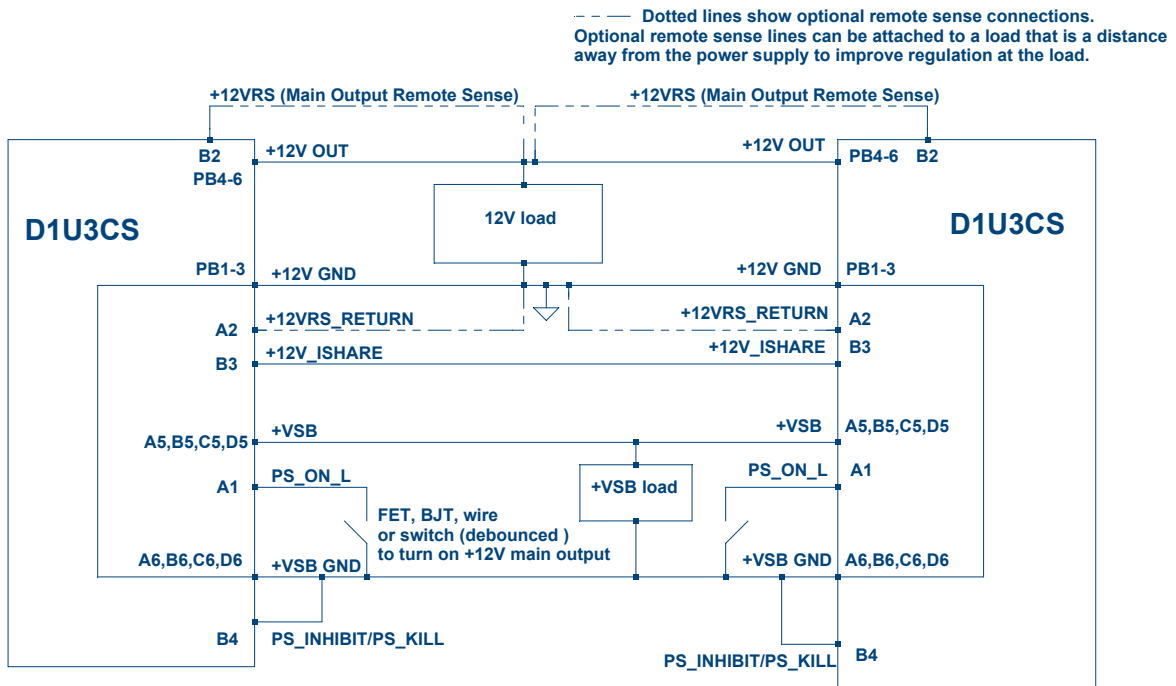 Dotted lines show optional remote sense connections.
Optional remote sense lines can be attached to a load that is a distance
away from the power supply to improve regulation at the load.
+12VRS (Main Output Remote Sense)
+12VRS (Main Output Remote Sense)
B2
+12V OUT
+12V OUT
PB4-6
B2
PB4-6
D1U3CS
12V load
D1U3CS
PB1-3
+12V GND
+12V GND
PB1-3
A2
+12VRS_RETURN
+12VRS_RETURN
A2
B3
+12V_ISHARE
+12V_ISHARE
B3
A5,B5,C5,D5
+VSB
+VSB
A5,B5,C5,D5
A1
PS_ON_L
+VSB load
PS_ON_L
A1
FET, BJT, wire
or switch (debounced )
to turn on +12V main output
A6,B6,C6,D6
+VSB GND
+VSB GND
A6,B6,C6,D6
B4
PS_INHIBIT/PS_KILL
PS_INHIBIT/PS_KILL
B4